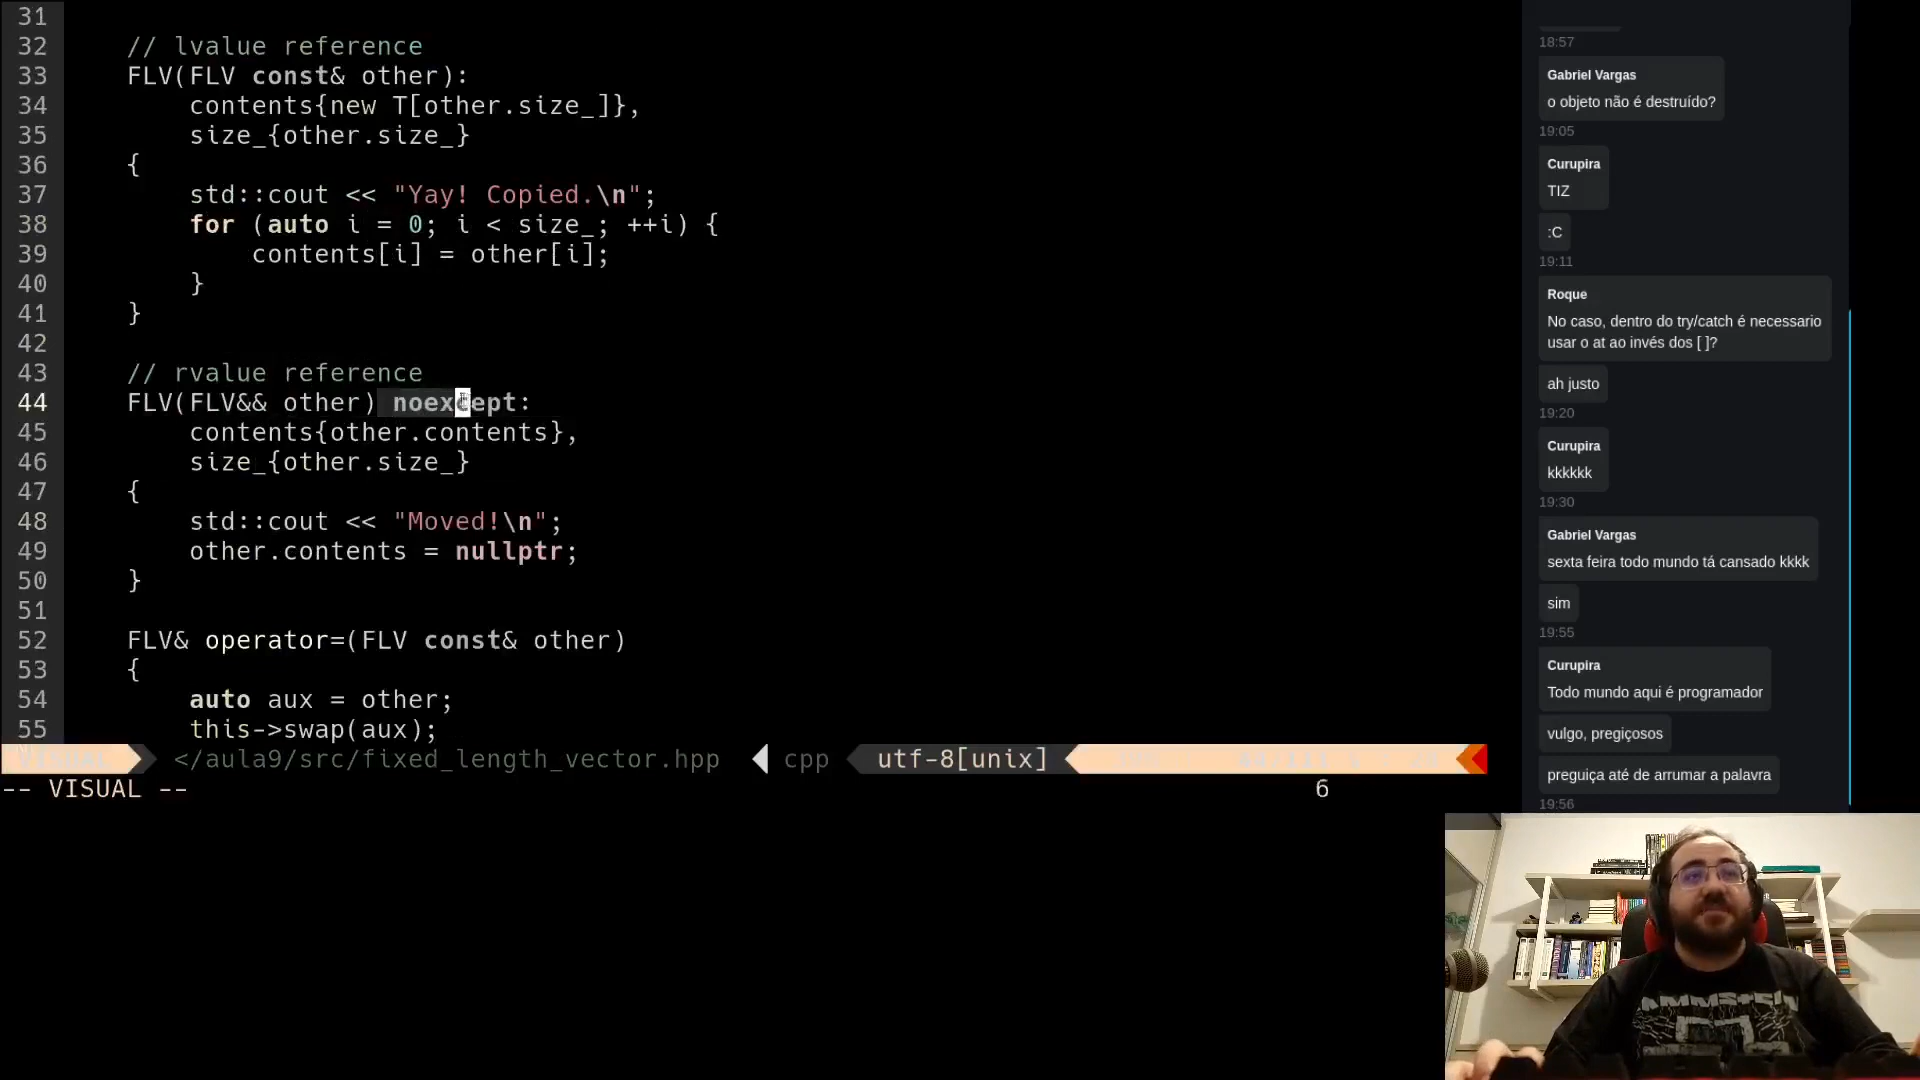 31
32 // lvalue reference
33 FLV(FLV const& other):
34 contents{new T[other.size_]},
35 size_{other.size_}
36 {
37 std::cout << "Yay! Copied.\n";
38 for (auto i = 0; i < size_; ++i) {
39 contents[i] = other[i];
40 }
41 }
42
43 // rvalue reference
44 FLV(FLV&& other) noexcept:
45 contents{other.contents},
46 size_{other.size_}
47 {
48 std::cout << "Moved!\n";
49 other.contents = nullptr;
50 }
51
52 FLV& operator=(FLV const& other)
53 {
54 auto aux = other;
55 this->swap(aux);
VISUAL </aula9/src/fixed_length_vector.hpp cpp utf-8[unix]
-- VISUAL -- 6
18:57
Gabriel Vargas
o objeto não é destruído?
19:05
Curupira
TIZ
:C
19:11
Roque
No caso, dentro do try/catch é necessario
usar o at ao invés dos [ ]?
ah justo
19:20
Curupira
kkkkkk
19:30
Gabriel Vargas
sexta feira todo mundo tá cansado kkkk
sim
19:55
Curupira
Todo mundo aqui é programador
vulgo, pregiçosos
preguiça até de arrumar a palavra
19:56